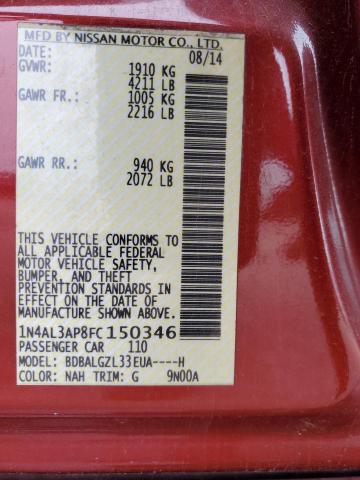 MFD BY NISSAN MOTOR CO., LTD.
DATE: 08/14
GVWR: 1910 KG
4211 LB
GAWR FR.: 1005 KG
2216 LB
GAWR RR.: 940 KG
2072 LB
THIS VEHICLE CONFORMS TO
ALL APPLICABLE FEDERAL
MOTOR VEHICLE SAFETY,
BUMPER, AND THEFT
PREVENTION STANDARDS
IN EFFECT ON THE DATE OF
MANUFACTURE SHOWN ABOVE.
1N4AL3AP8FC150346
PASSENGER CAR 110
MODEL: BDBALGZL33EUA----H
COLOR: NAH TRIM: G 9N00A